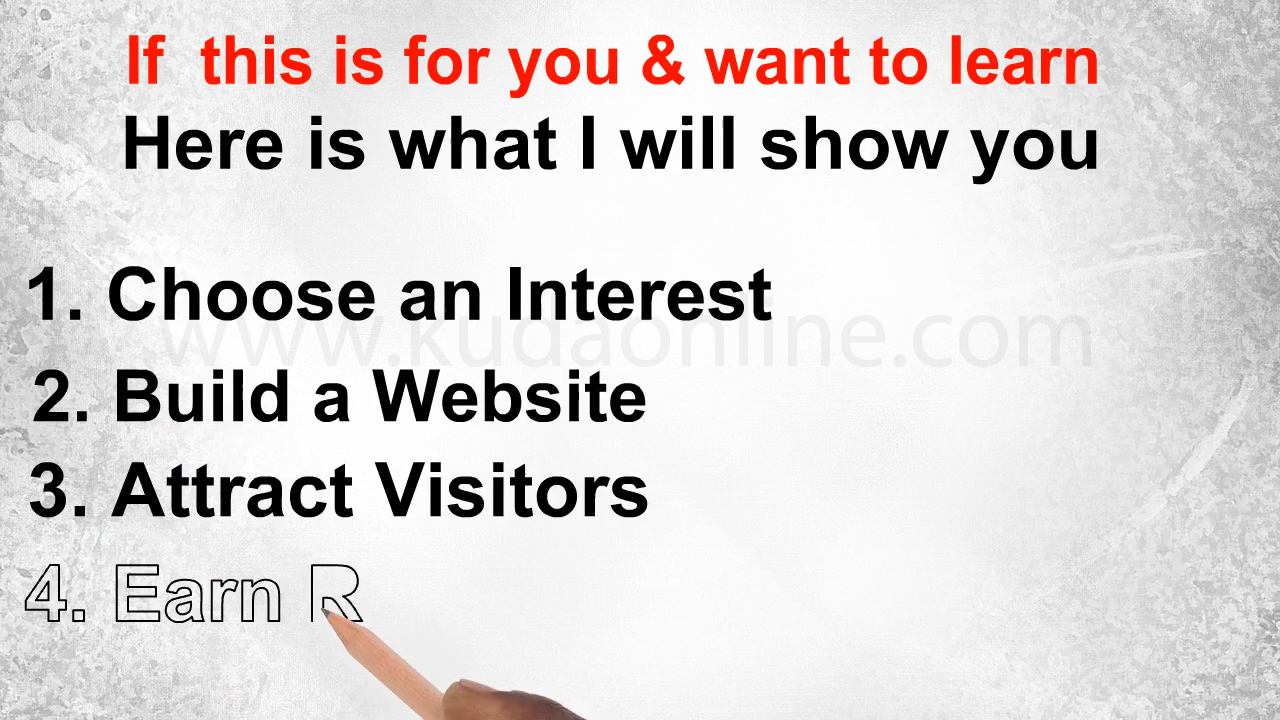 If this is for you & want to learn
Here is what I will show you
1. Choose an Interest
www.kudaonline.com
2. Build a Website
3. Attract Visitors
4. Earn R